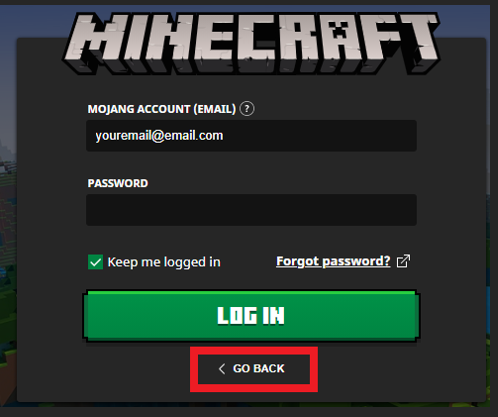 MINECRAFT
MOJANG ACCOUNT (EMAIL) ?
youremail@email.com
PASSWORD
Keep me logged in Forgot password?
LOG IN
GO BACK